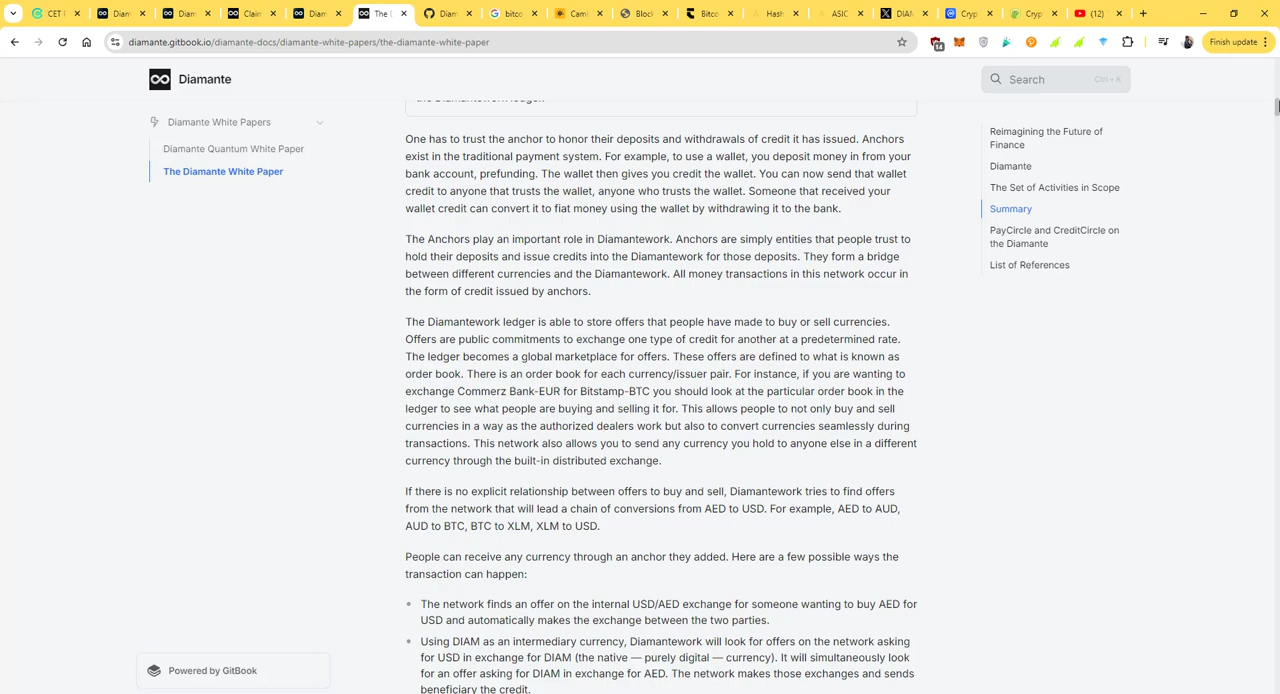 CET I
Diam
Diam
Claim
Diam
The D
Diam
bitco
Cam
Block
Bitco
Hash
ASIC
DIAM
Cryp
Cryp
(12)
diamante.gitbook.io/diamante-docs/diamante-white-papers/the-diamante-white-paper
14
Finish update
Diamante
Search
Ctrl + K
Diamante White Papers
Diamante Quantum White Paper
The Diamante White Paper
the Diamantework ledger.
One has to trust the anchor to honor their deposits and withdrawals of credit it has issued. Anchors
exist in the traditional payment system. For example, to use a wallet, you deposit money in from your
bank account, prefunding. The wallet then gives you credit the wallet. You can now send that wallet
credit to anyone that trusts the wallet, anyone who trusts the wallet. Someone that received your
wallet credit can convert it to fiat money using the wallet by withdrawing it to the bank.
The Anchors play an important role in Diamantework. Anchors are simply entities that people trust to
hold their deposits and issue credits into the Diamantework for those deposits. They form a bridge
between different currencies and the Diamantework. All money transactions in this network occur in
the form of credit issued by anchors.
The Diamantework ledger is able to store offers that people have made to buy or sell currencies.
Offers are public commitments to exchange one type of credit for another at a predetermined rate.
The ledger becomes a global marketplace for offers. These offers are defined to what is known as
order book. There is an order book for each currency/issuer pair. For instance, if you are wanting to
exchange Commerz Bank-EUR for Bitstamp-BTC you should look at the particular order book in the
ledger to see what people are buying and selling it for. This allows people to not only buy and sell
currencies in a way as the authorized dealers work but also to convert currencies seamlessly during
transactions. This network also allows you to send any currency you hold to anyone else in a different
currency through the built-in distributed exchange.
If there is no explicit relationship between offers to buy and sell, Diamantework tries to find offers
from the network that will lead a chain of conversions from AED to USD. For example, AED to AUD,
AUD to BTC, BTC to XLM, XLM to USD.
People can receive any currency through an anchor they added. Here are a few possible ways the
transaction can happen:
The network finds an offer on the internal USD/AED exchange for someone wanting to buy AED for
USD and automatically makes the exchange between the two parties.
Using DIAM as an intermediary currency, Diamantework will look for offers on the network asking
for USD in exchange for DIAM (the native — purely digital — currency). It will simultaneously look
for an offer asking for DIAM in exchange for AED. The network makes those exchanges and sends
beneficiary the credit.
Reimagining the Future of
Finance
Diamante
The Set of Activities in Scope
Summary
PayCircle and CreditCircle on
the Diamante
List of References
Powered by GitBook